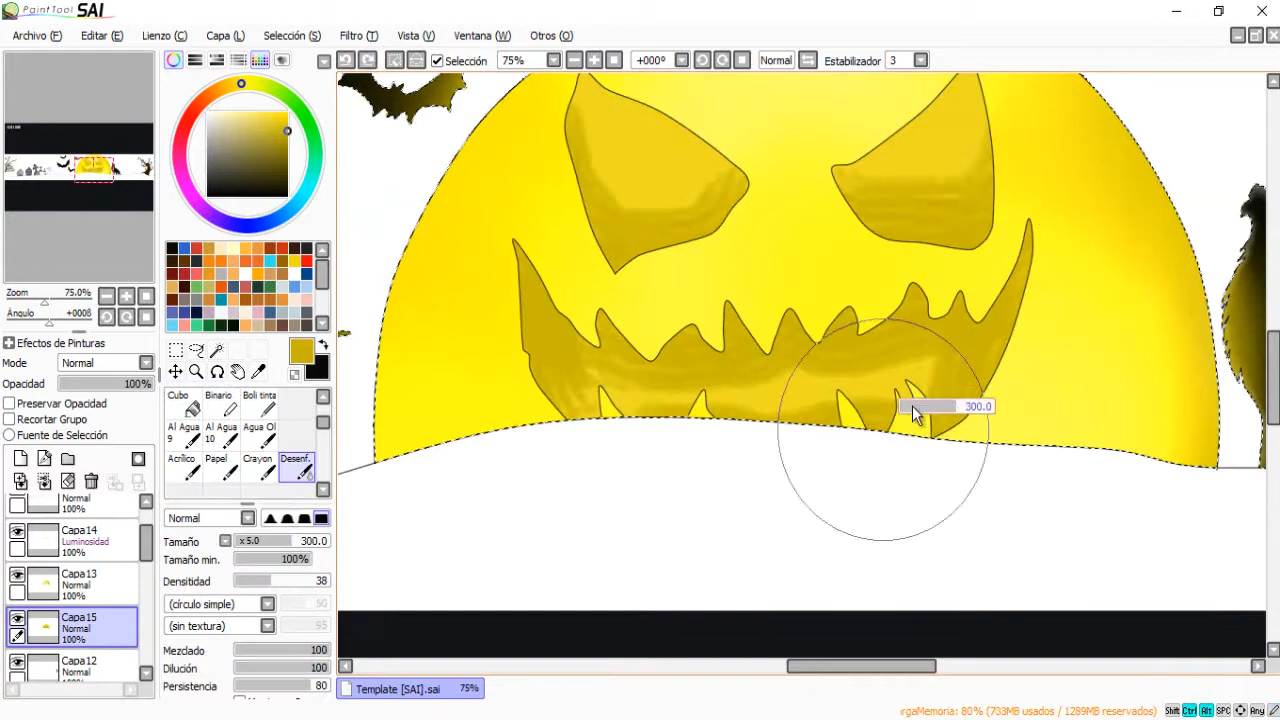 PaintTool SAI
Archivo (F) Editar (E) Lienzo (C) Capa (L) Selección (S) Filtro (T) Vista (V) Ventana (W) Otros (O)
Selección 75% +000º Normal Estabilizador 3
Zoom 75.0%
Ángulo +0008
Efectos de Pinturas
Mode Normal
Opacidad 100%
Preservar Opacidad
Recortar Grupo
Fuente de Selección
Normal
100%
Capa14
Luminosidad
100%
Capa13
Normal
100%
Capa15
Normal
100%
Capa12
Normal
100%
Cubo Binario Boli tinta
Al Agua 9 Al Agua 10 Agua Ol
Acrílico Papel Crayon Desenf.
Normal
Tamaño x 5.0 300.0
Tamaño min. 100%
Densitidad 38
(círculo simple) 50
(sin textura) 95
Mezclado 100
Dilución 100
Persistencia 80
300.0
Template [SAI].sai 75%
rgaMemoria: 80% (733MB usados / 1289MB reservados)
Shift Ctrl Alt SPC Any